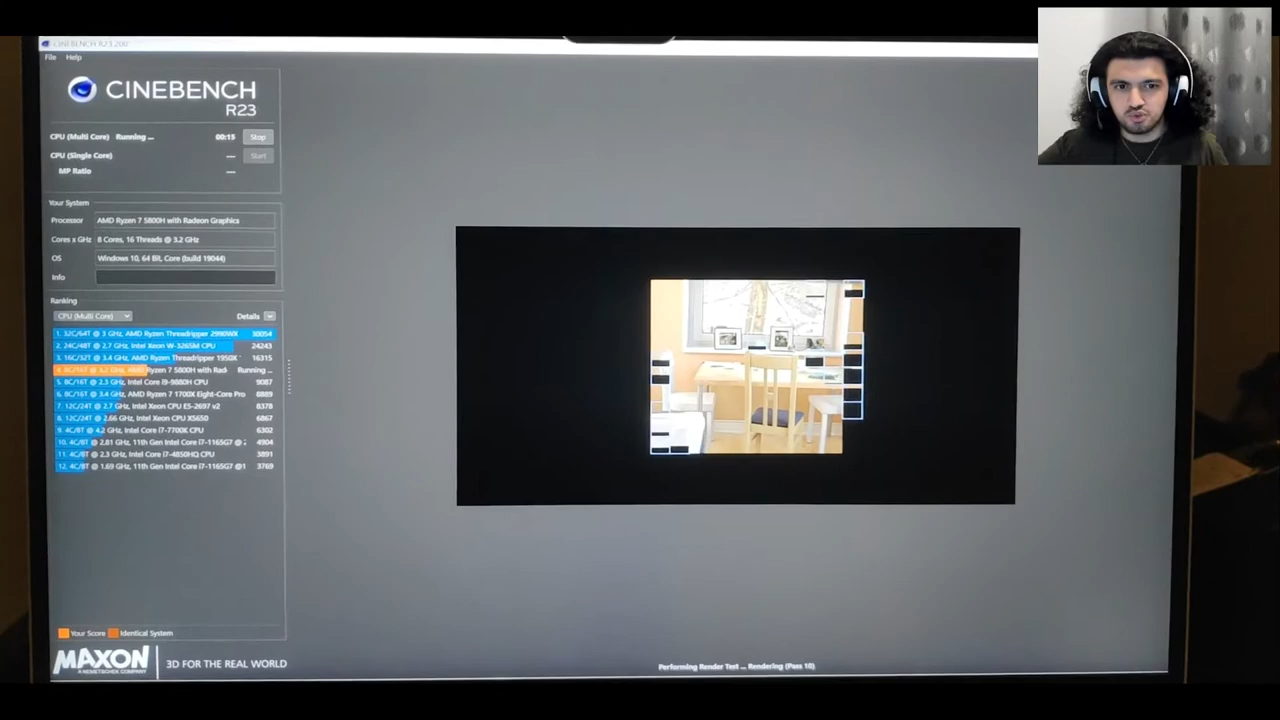 CINEBENCH R23.200
File Help
CINEBENCH
R23
CPU (Multi Core) Running ... 00:15 Stop
CPU (Single Core) --- Start
MP Ratio ---
Your System
Processor AMD Ryzen 7 5800H with Radeon Graphics
Cores x GHz 8 Cores, 16 Threads @ 3.2 GHz
OS Windows 10, 64 Bit, Core (build 19044)
Info
Ranking
CPU (Multi Core) Details
1. 32C/64T @ 3 GHz, AMD Ryzen Threadripper 2990WX 30054
2. 24C/48T @ 2.7 GHz, Intel Xeon W-3265M CPU 24243
3. 16C/32T @ 3.4 GHz, AMD Ryzen Threadripper 1950X 16315
4. 8C/16T @ 3.2 GHz, AMD Ryzen 7 5800H with Rad Running ...
5. 8C/16T @ 2.3 GHz, Intel Core i9-9880H CPU 9087
6. 8C/16T @ 3.4 GHz, AMD Ryzen 7 1700X Eight-Core Pro 8889
7. 12C/24T @ 2.7 GHz, Intel Xeon CPU E5-2697 v2 8378
8. 12C/24T @ 2.66 GHz, Intel Xeon CPU X5650 6867
9. 4C/8T @ 4.2 GHz, Intel Core i7-7700K CPU 6302
10. 4C/8T @ 2.81 GHz, 11th Gen Intel Core i7-1165G7 @ 2 4904
11. 4C/8T @ 2.3 GHz, Intel Core i7-4850HQ CPU 3891
12. 4C/8T @ 1.69 GHz, 11th Gen Intel Core i7-1165G7 @1 3769
Your Score Identical System
MAXON 3D FOR THE REAL WORLD
A NEMETSCHEK COMPANY
Performing Render Test ... Rendering (Pass 10)